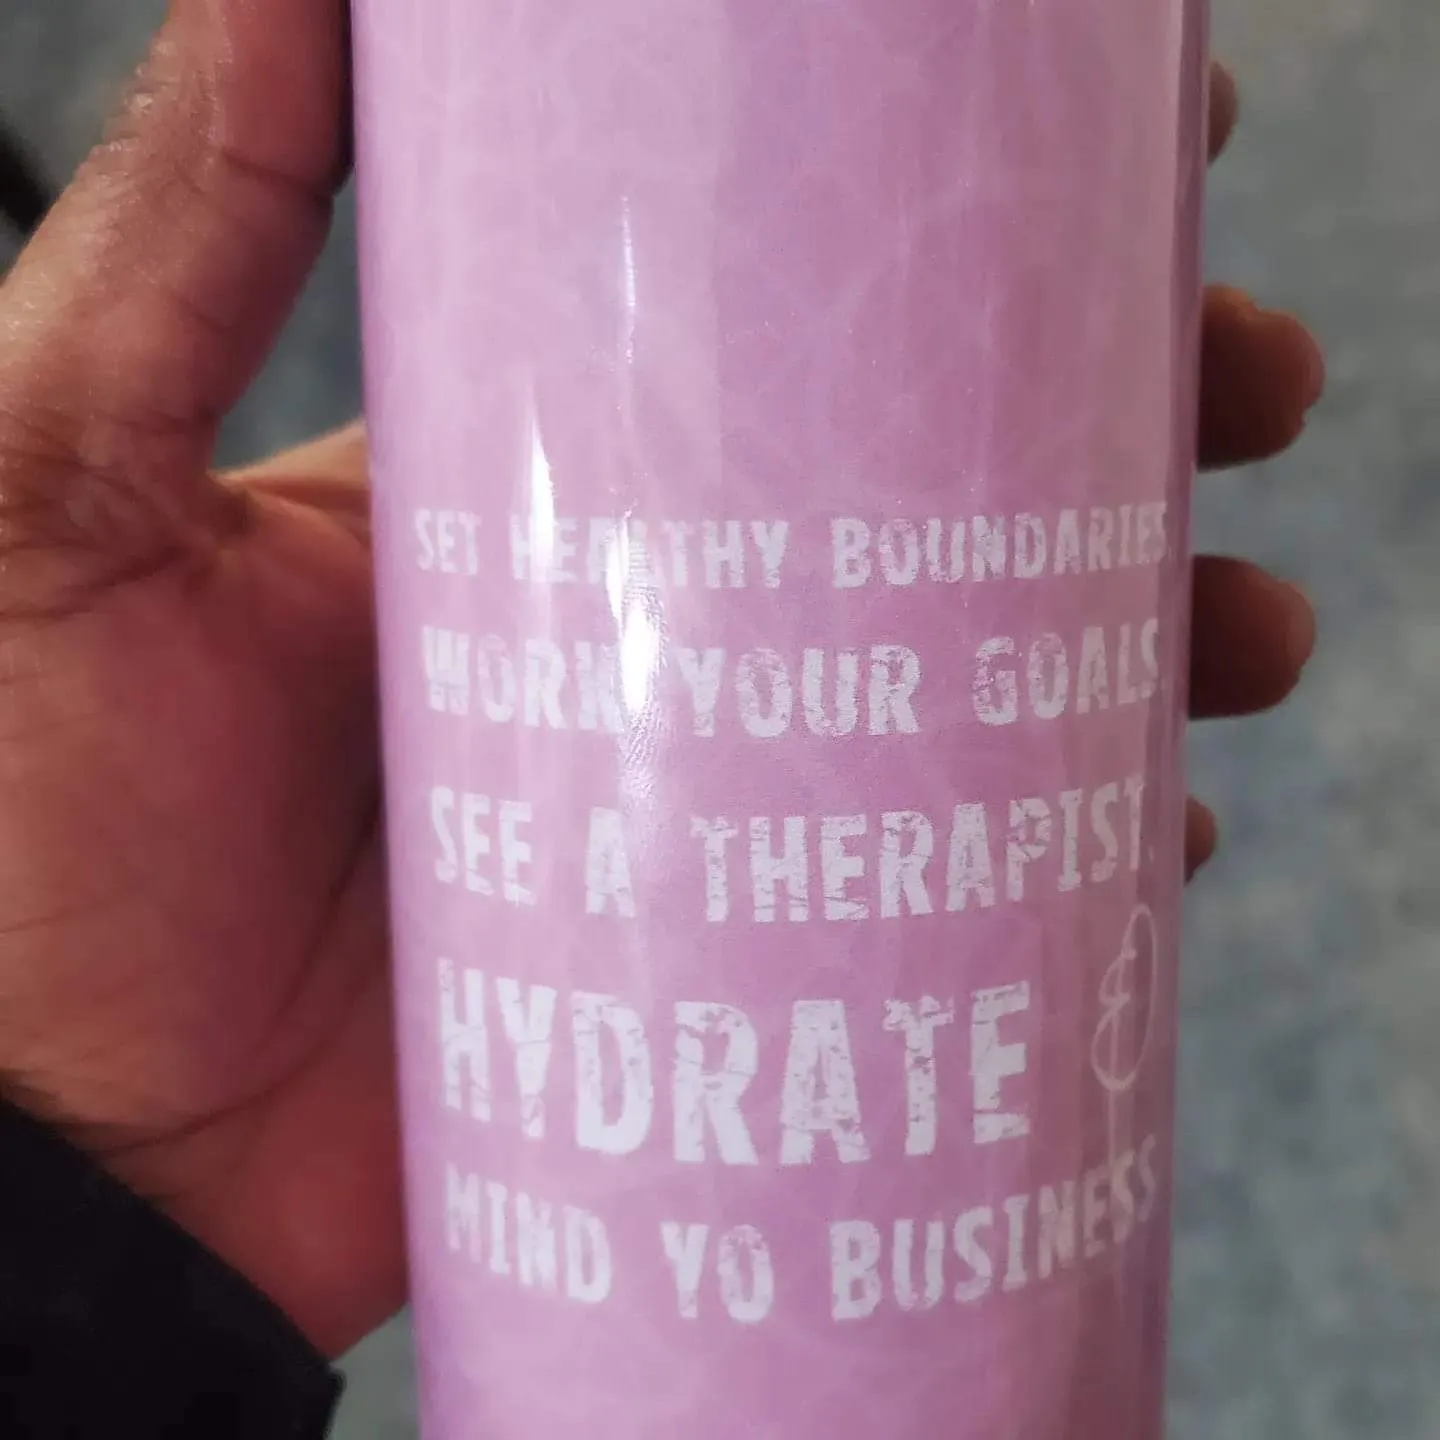 SET HEALTHY BOUNDARIES.
WORK YOUR GOALS.
SEE A THERAPIST.
HYDRATE &
MIND YO BUSINESS